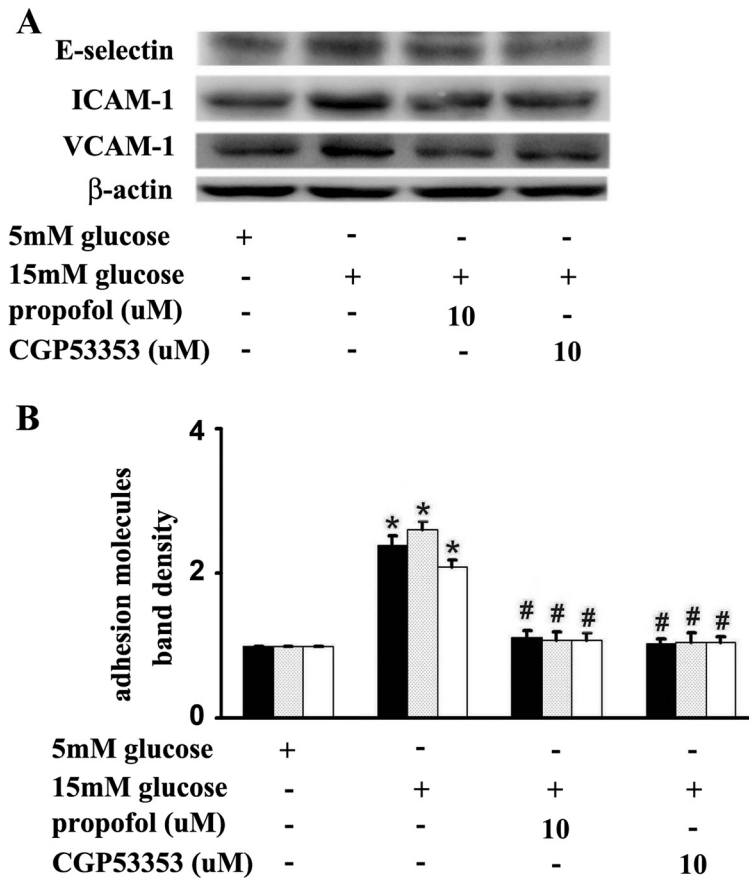 A
E-selectin
ICAM-1
VCAM-1
β-actin
5mM glucose + - - -
15mM glucose - + + +
propofol (uM) - - 10 -
CGP53353 (uM) - - - 10
B
adhesion molecules
band density
4
2
0
* * *
# # # # # #
5mM glucose + - - -
15mM glucose - + + +
propofol (uM) - - 10 -
CGP53353 (uM) - - - 10